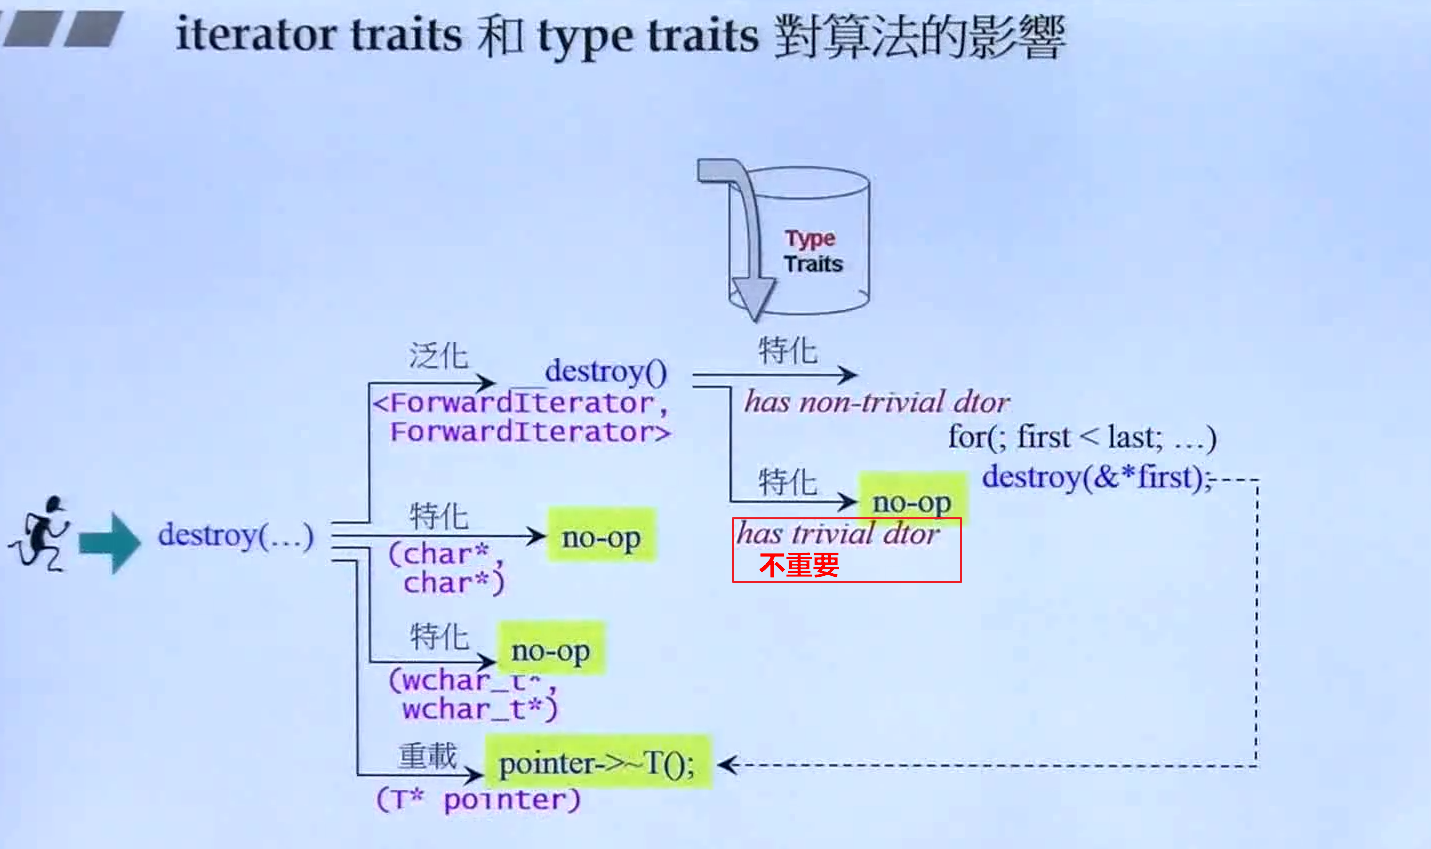 iterator traits 和 type traits 對算法的影響
Type
Traits
泛化
__destroy()
<ForwardIterator,
ForwardIterator>
特化
has non-trivial dtor
for(; first < last; …)
destroy(&*first);
特化
no-op
has trivial dtor
不重要
destroy(…)
特化
no-op
(char*,
char*)
特化
no-op
(wchar_t*,
wchar_t*)
重載
pointer->~T();
(T* pointer)